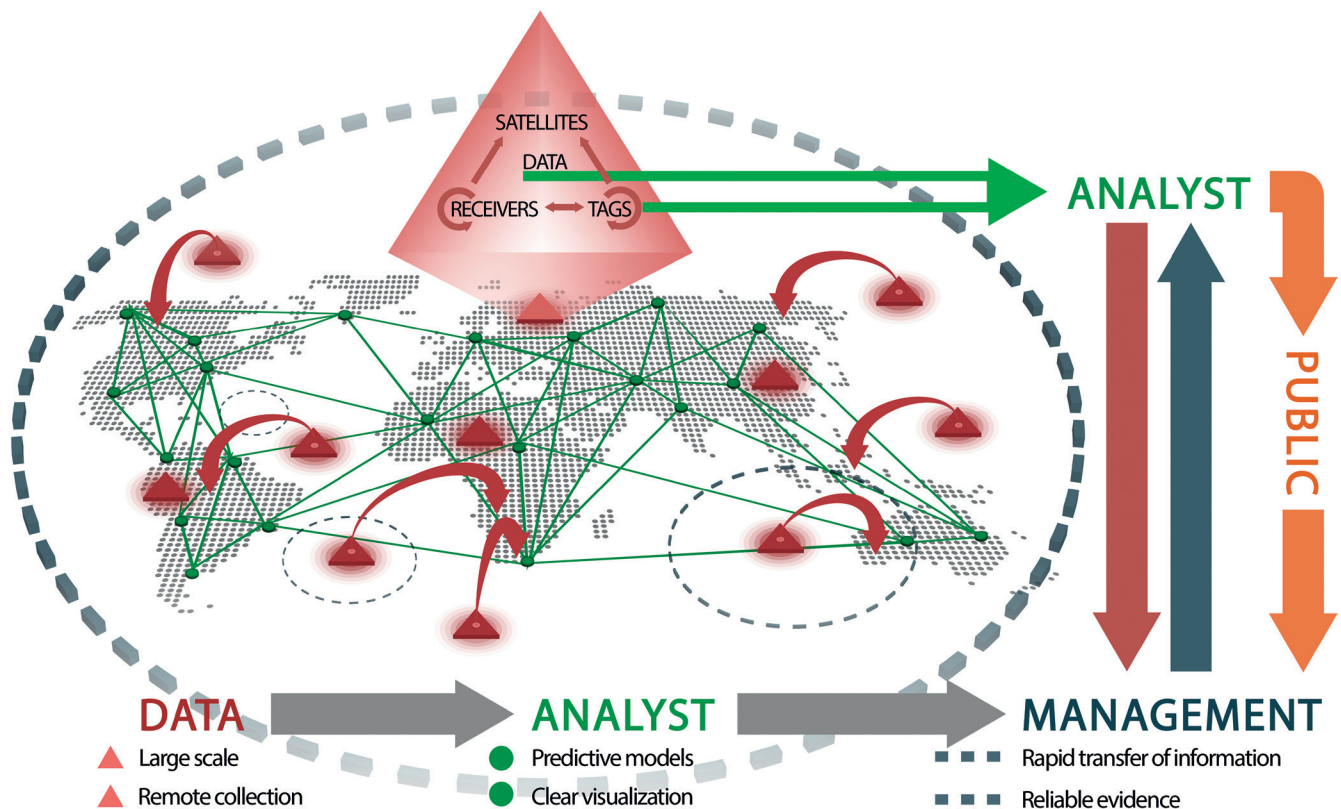 SATELLITES
DATA
RECEIVERS
TAGS
ANALYST
PUBLIC
DATA
ANALYST
MANAGEMENT
Large scale
Predictive models
Rapid transfer of information
Remote collection
Clear visualization
Reliable evidence